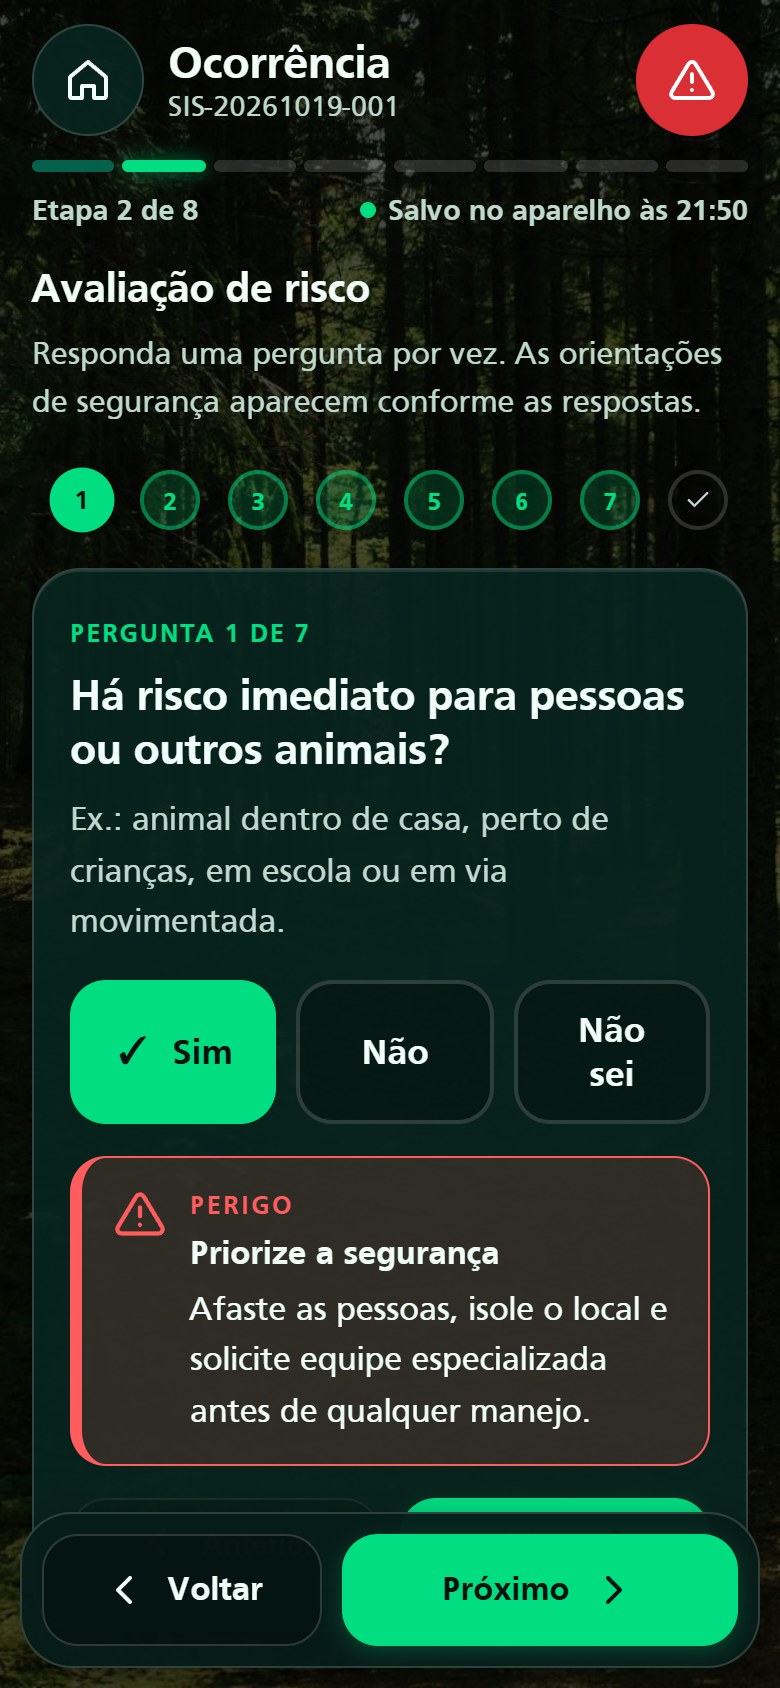 Ocorrência
SIS-20261019-001
Etapa 2 de 8
Salvo no aparelho às 21:50
Avaliação de risco
Responda uma pergunta por vez. As orientações
de segurança aparecem conforme as respostas.
1 2 3 4 5 6 7
PERGUNTA 1 DE 7
Há risco imediato para pessoas
ou outros animais?
Ex.: animal dentro de casa, perto de
crianças, em escola ou em via
movimentada.
Sim
Não
Não
sei
PERIGO
Priorize a segurança
Afaste as pessoas, isole o local e
solicite equipe especializada
antes de qualquer manejo.
Voltar
Próximo